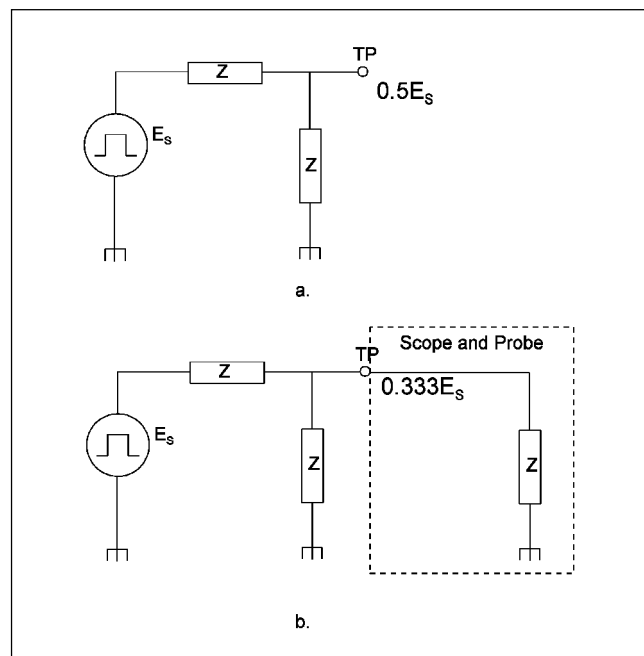 TP
Z
0.5E_S
E_S
Z
a.
Scope and Probe
TP
Z
0.333E_S
E_S
Z
Z
b.